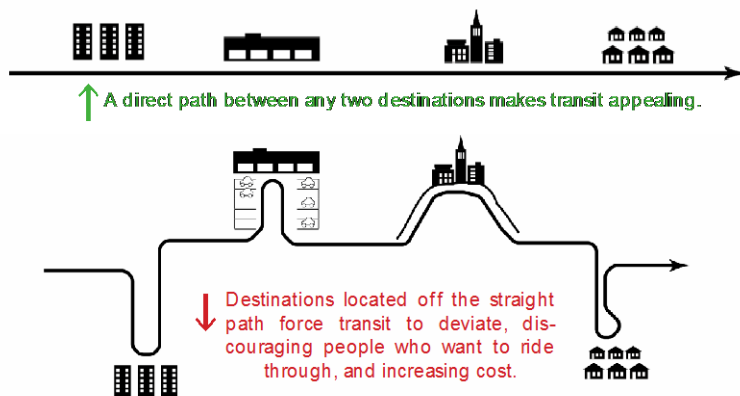 A direct path between any two destinations makes transit appealing.
Destinations located off the straight
path force transit to deviate, dis-
couraging people who want to ride
through, and increasing cost.